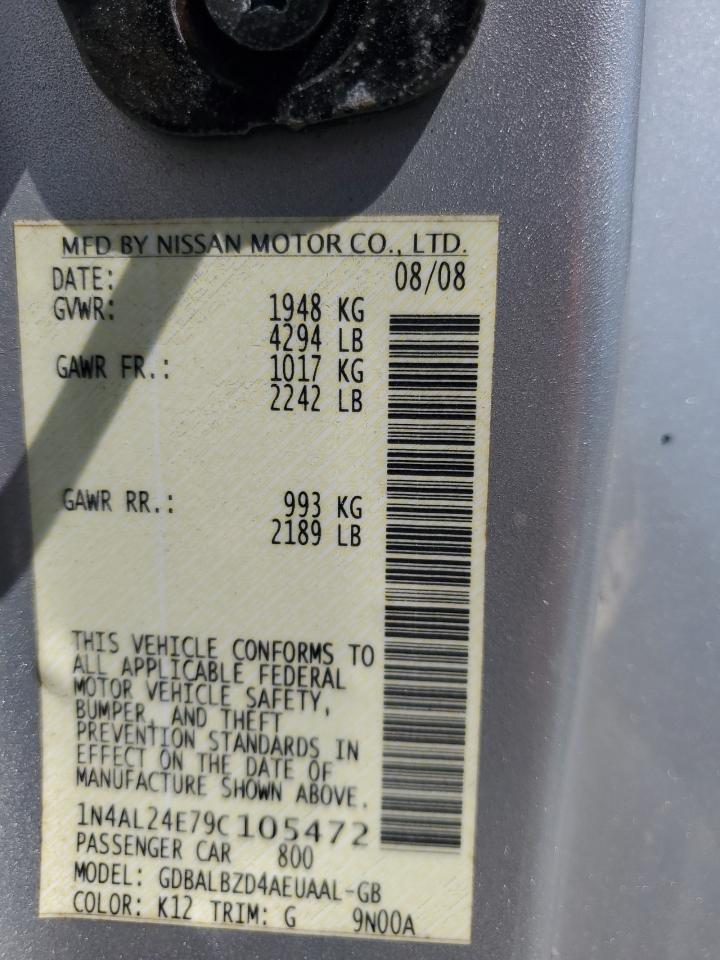 MFD BY NISSAN MOTOR CO., LTD.
DATE: 08/08
GVWR: 1948 KG
4294 LB
GAWR FR.: 1017 KG
2242 LB
GAWR RR.: 993 KG
2189 LB
THIS VEHICLE CONFORMS TO
ALL APPLICABLE FEDERAL
MOTOR VEHICLE SAFETY,
BUMPER, AND THEFT
PREVENTION STANDARDS IN
EFFECT ON THE DATE OF
MANUFACTURE SHOWN ABOVE.
1N4AL24E79C105472
PASSENGER CAR 800
MODEL: GDBALBZD4AEUAAL-GB
COLOR: K12 TRIM: G 9N00A